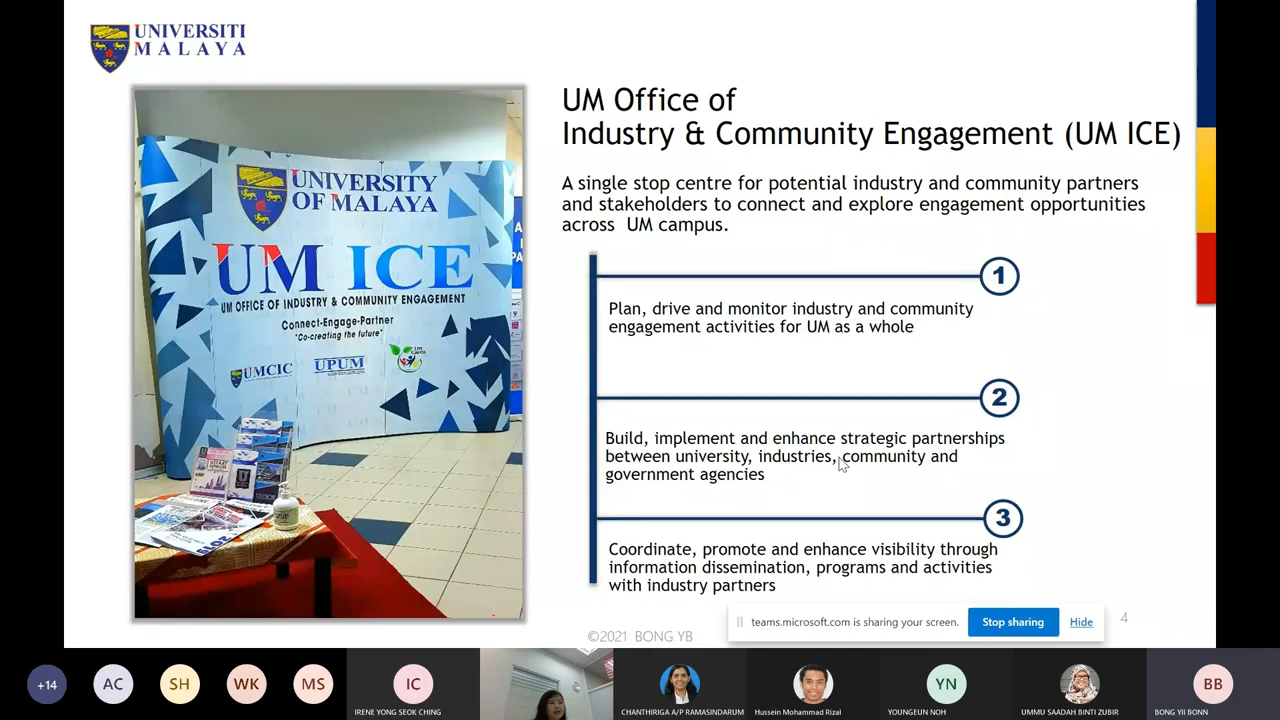 UNIVERSITI
MALAYA
UM Office of
Industry & Community Engagement (UM ICE)
A single stop centre for potential industry and community partners
and stakeholders to connect and explore engagement opportunities
across UM campus.
1
Plan, drive and monitor industry and community
engagement activities for UM as a whole
2
Build, implement and enhance strategic partnerships
between university, industries, community and
government agencies
3
Coordinate, promote and enhance visibility through
information dissemination, programs and activities
with industry partners
UNIVERSITY
OF MALAYA
UM ICE
UM OFFICE OF INDUSTRY & COMMUNITY ENGAGEMENT
Connect-Engage-Partner
"Co-creating the future"
UMCIC
UPUM
UM Cares
©2021 BONG YB
teams.microsoft.com is sharing your screen.
Stop sharing
Hide
4
+14
AC
SH
WK
MS
IC
YN
BB
IRENE YONG SEOK CHING
CHANTHIRIGA A/P RAMASINDARUM
Hussein Mohammad Rizal
YOUNGEUN NOH
UMMU SAADAH BINTI ZUBIR
BONG YII BONN